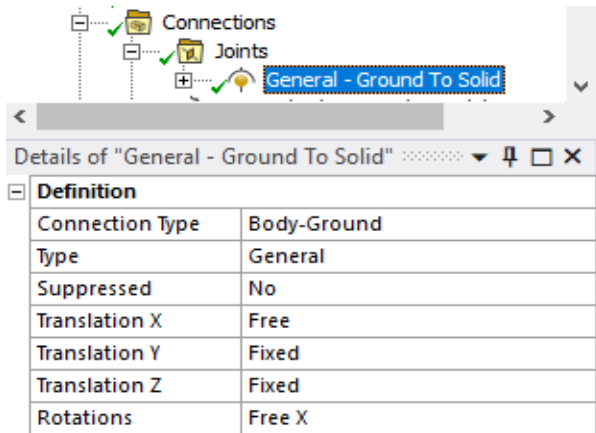 Connections
Joints
General - Ground To Solid
Details of "General - Ground To Solid"
Definition
Connection Type Body-Ground
Type General
Suppressed No
Translation X Free
Translation Y Fixed
Translation Z Fixed
Rotations Free X